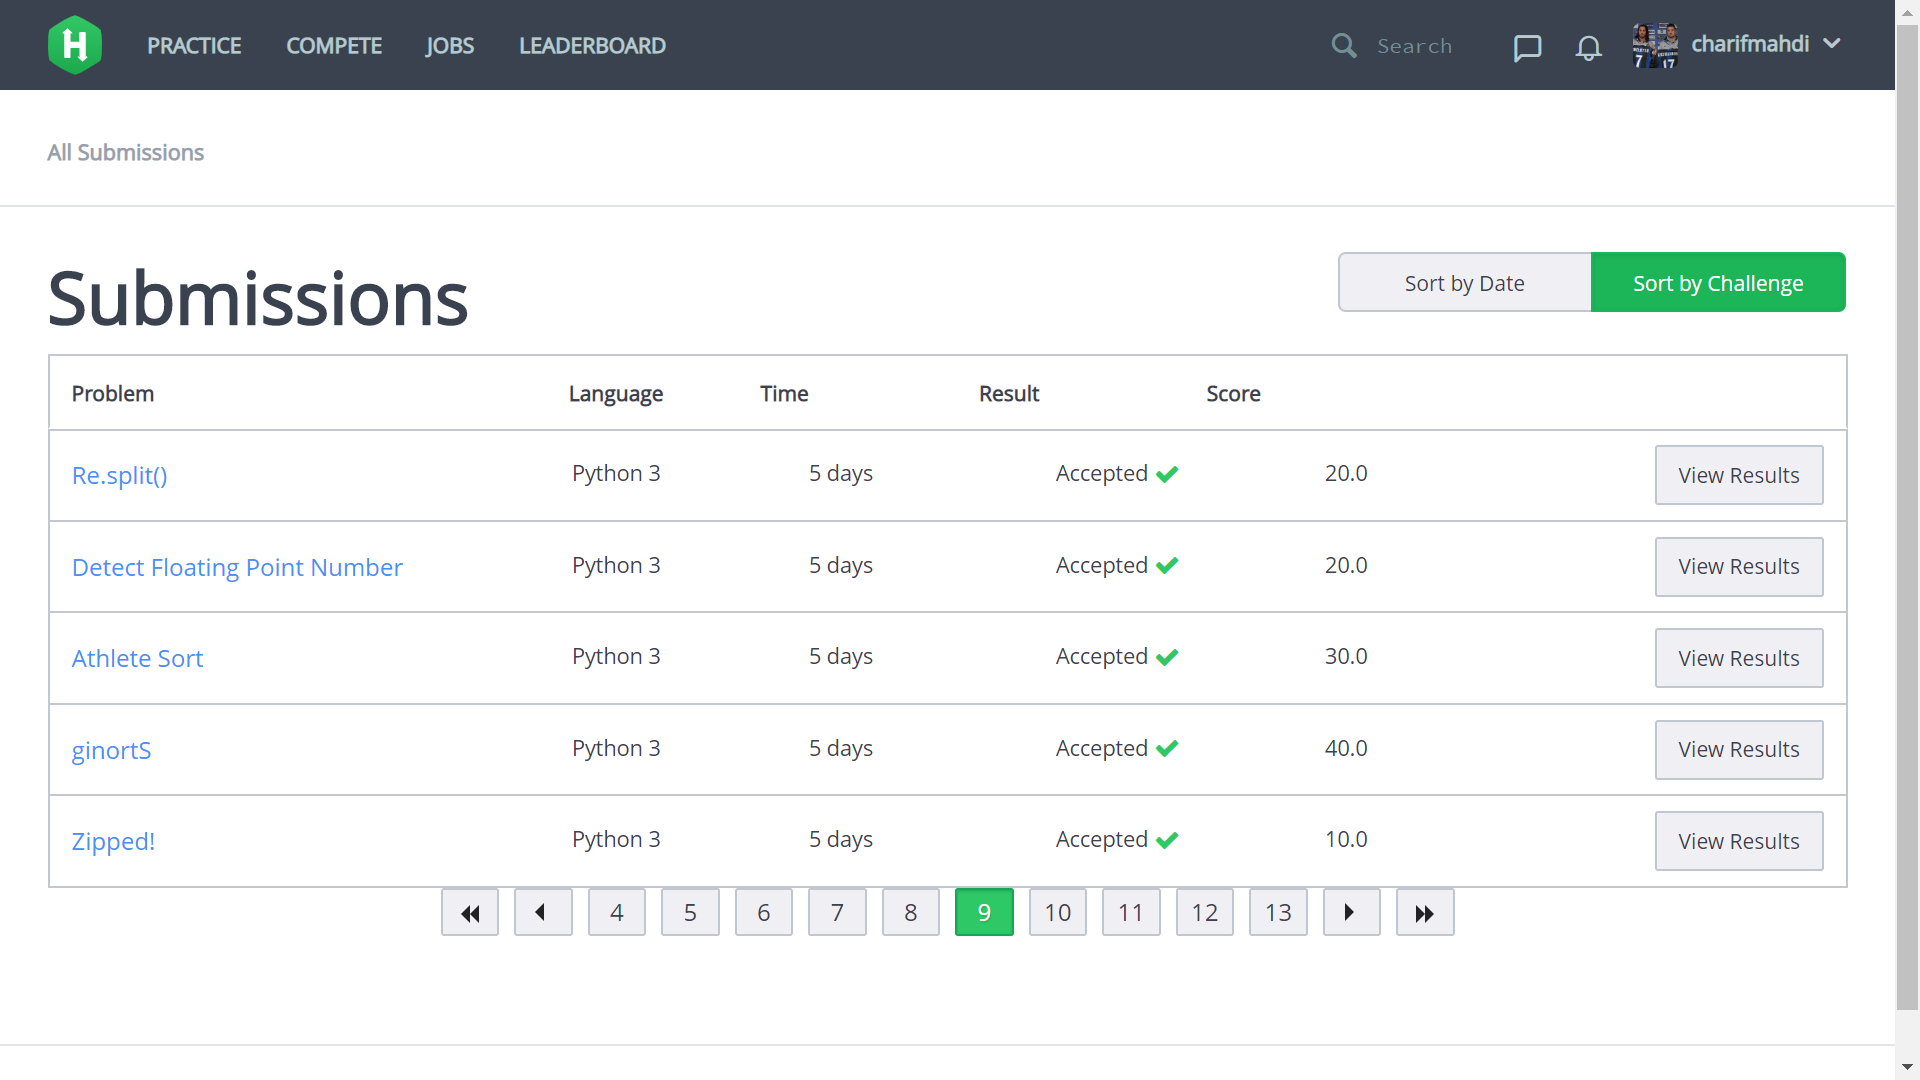 H PRACTICE COMPETE JOBS LEADERBOARD Search charifmahdi
7 17
All Submissions
Submissions
Sort by Date Sort by Challenge
Problem Language Time Result Score
Re.split() Python 3 5 days Accepted 20.0 View Results
Detect Floating Point Number Python 3 5 days Accepted 20.0 View Results
Athlete Sort Python 3 5 days Accepted 30.0 View Results
ginortS Python 3 5 days Accepted 40.0 View Results
Zipped! Python 3 5 days Accepted 10.0 View Results
4 5 6 7 8 9 10 11 12 13